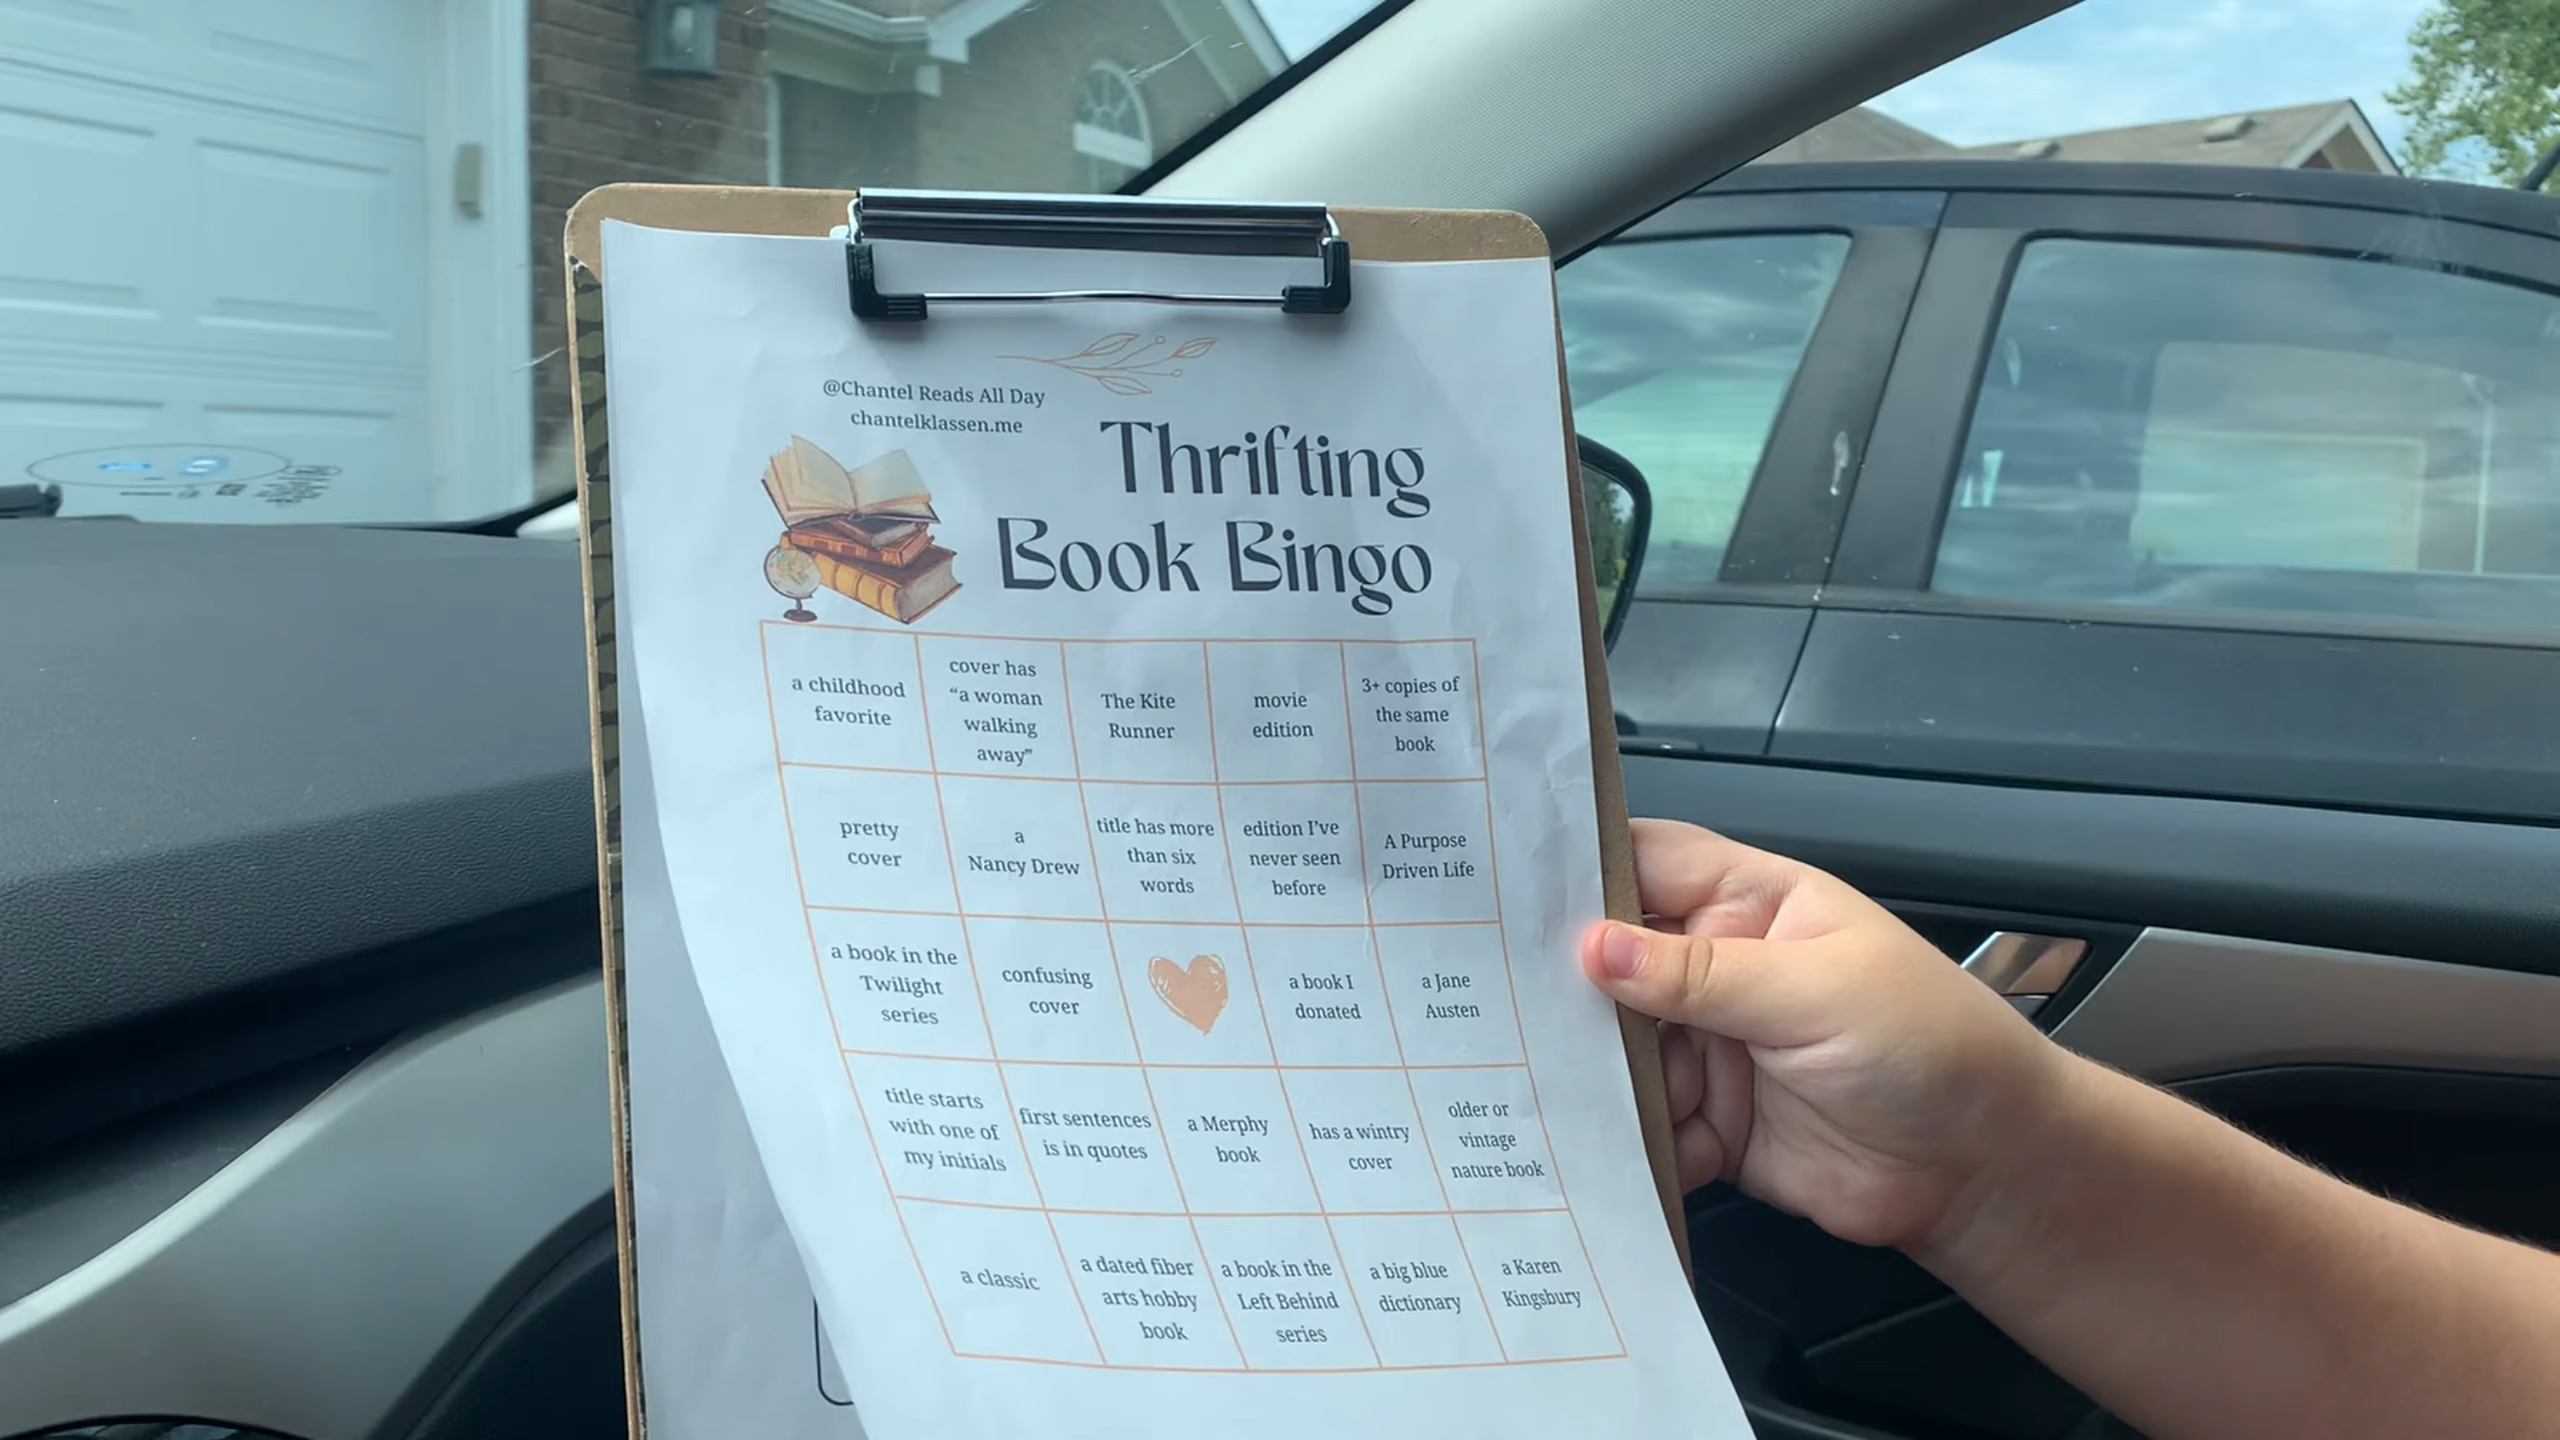 @Chantel Reads All Day
chantelklassen.me
Thrifting
Book Bingo
a childhood
favorite
cover has
“a woman
walking
away”
The Kite
Runner
movie
edition
3+ copies of
the same
book
pretty
cover
a
Nancy Drew
title has more
than six
words
edition I’ve
never seen
before
A Purpose
Driven Life
a book in the
Twilight
series
confusing
cover
a book I
donated
a Jane
Austen
title starts
with one of
my initials
first sentences
is in quotes
a Merphy
book
has a wintry
cover
older or
vintage
nature book
a classic
a dated fiber
arts hobby
book
a book in the
Left Behind
series
a big blue
dictionary
a Karen
Kingsbury